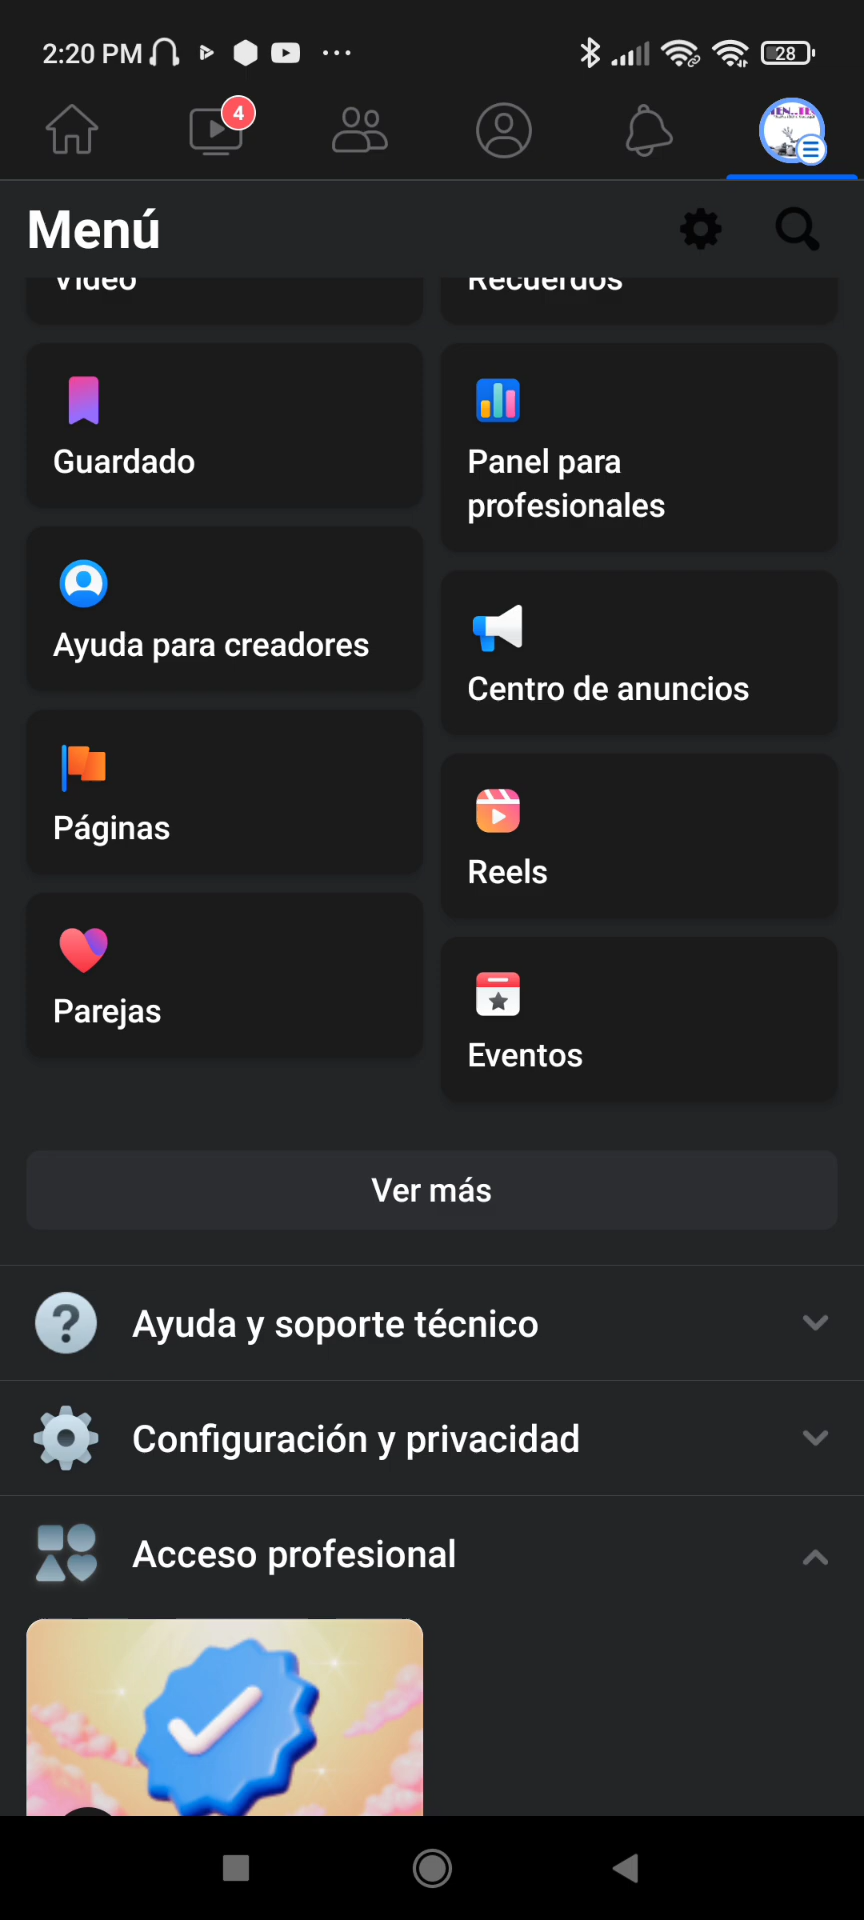 2:20 PM
28
4
Menú
Video
Recuerdos
Guardado
Panel para
profesionales
Ayuda para creadores
Centro de anuncios
Páginas
Reels
Parejas
Eventos
Ver más
Ayuda y soporte técnico
Configuración y privacidad
Acceso profesional